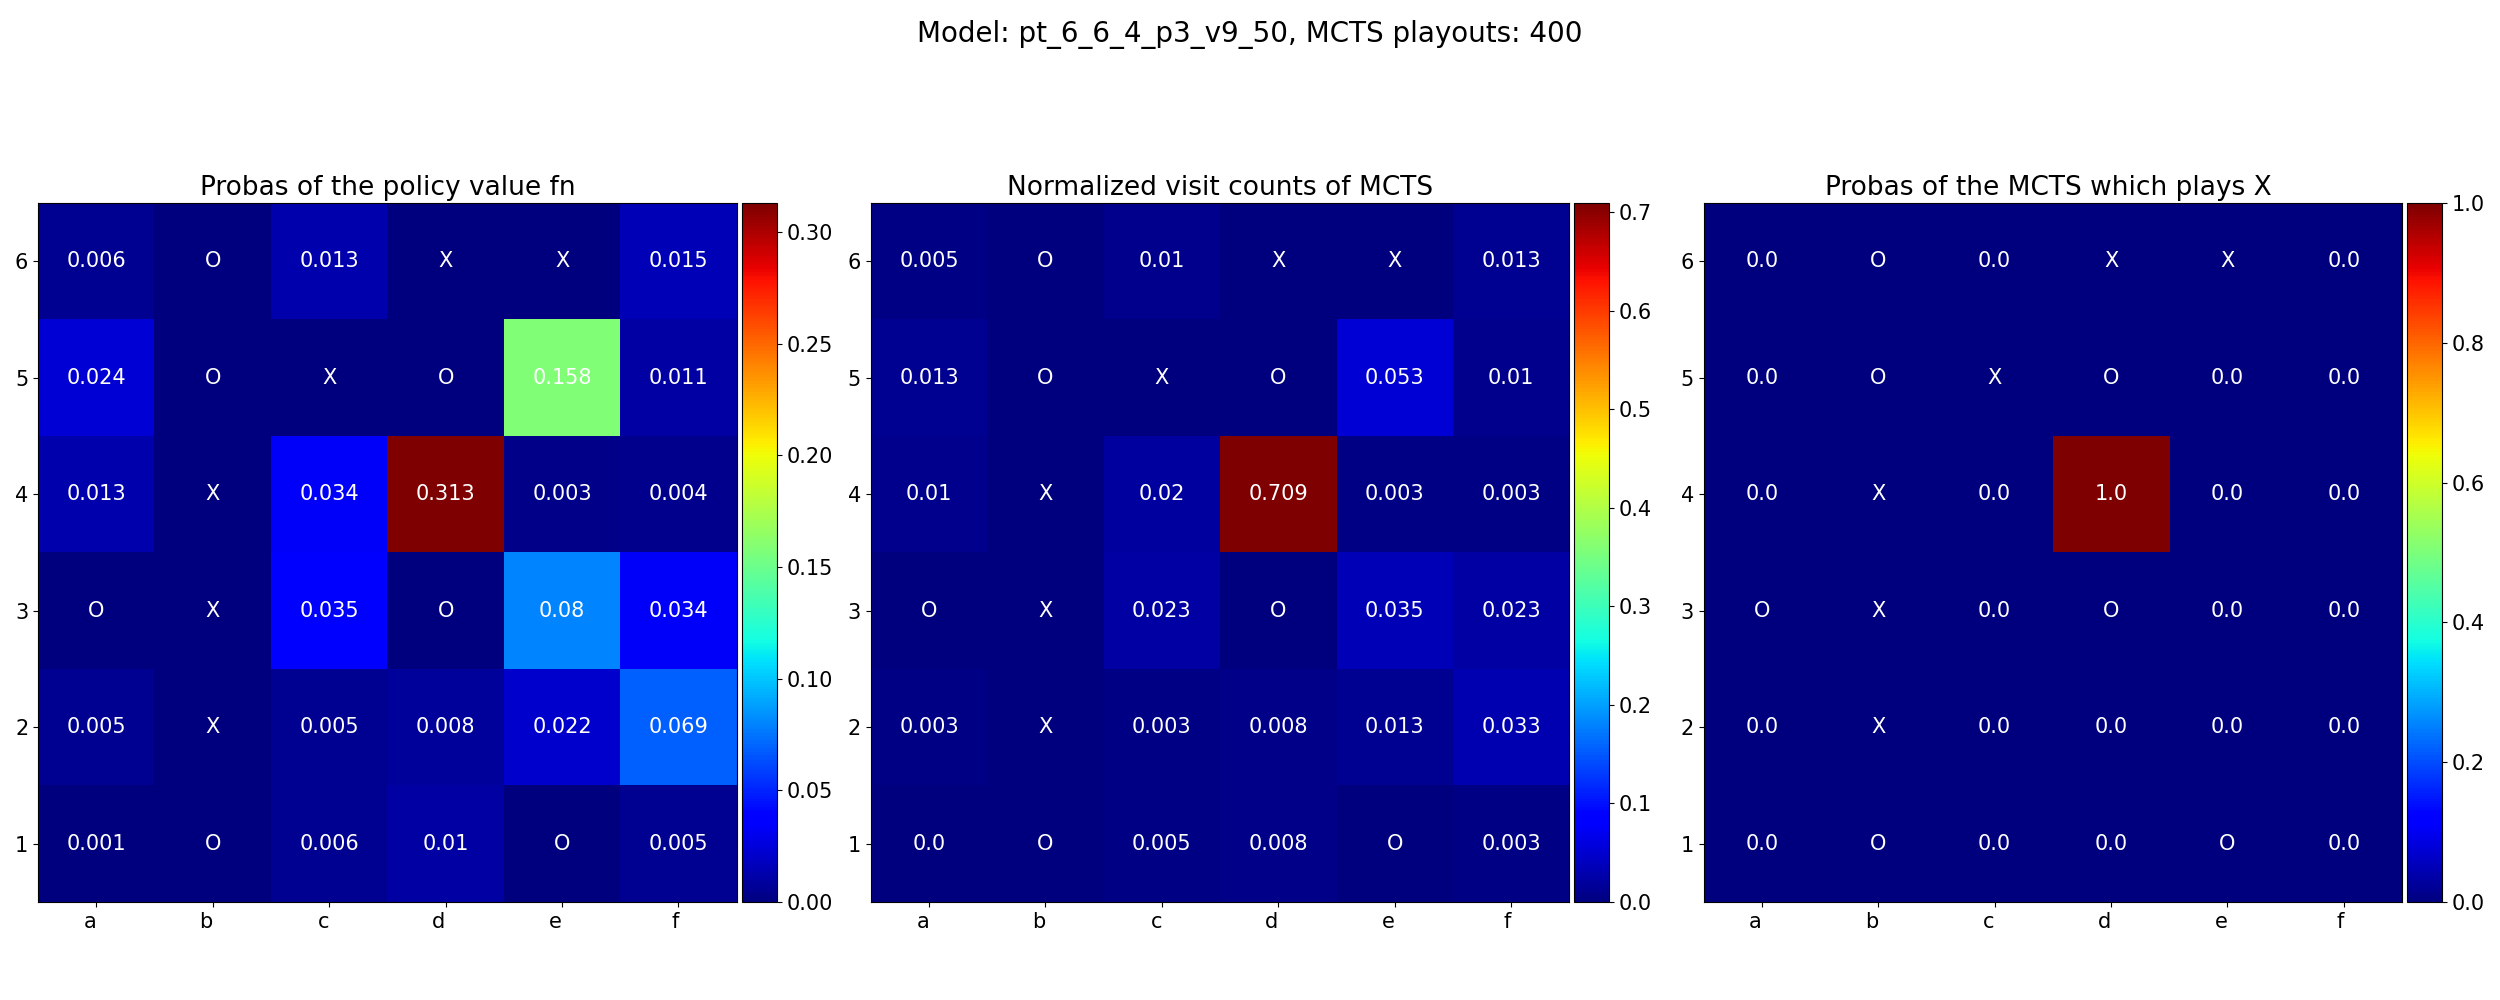 Model: pt_6_6_4_p3_v9_50, MCTS playouts: 400
Probas of the policy value fn
6 0.006 O 0.013 X X 0.015
5 0.024 O X O 0.158 0.011
4 0.013 X 0.034 0.313 0.003 0.004
3 O X 0.035 O 0.08 0.034
2 0.005 X 0.005 0.008 0.022 0.069
1 0.001 O 0.006 0.01 O 0.005
a b c d e f
0.30
0.25
0.20
0.15
0.10
0.05
0.00
Normalized visit counts of MCTS
6 0.005 O 0.01 X X 0.013
5 0.013 O X O 0.053 0.01
4 0.01 X 0.02 0.709 0.003 0.003
3 O X 0.023 O 0.035 0.023
2 0.003 X 0.003 0.008 0.013 0.033
1 0.0 O 0.005 0.008 O 0.003
a b c d e f
0.7
0.6
0.5
0.4
0.3
0.2
0.1
0.0
Probas of the MCTS which plays X
6 0.0 O 0.0 X X 0.0
5 0.0 O X O 0.0 0.0
4 0.0 X 0.0 1.0 0.0 0.0
3 O X 0.0 O 0.0 0.0
2 0.0 X 0.0 0.0 0.0 0.0
1 0.0 O 0.0 0.0 O 0.0
a b c d e f
1.0
0.8
0.6
0.4
0.2
0.0